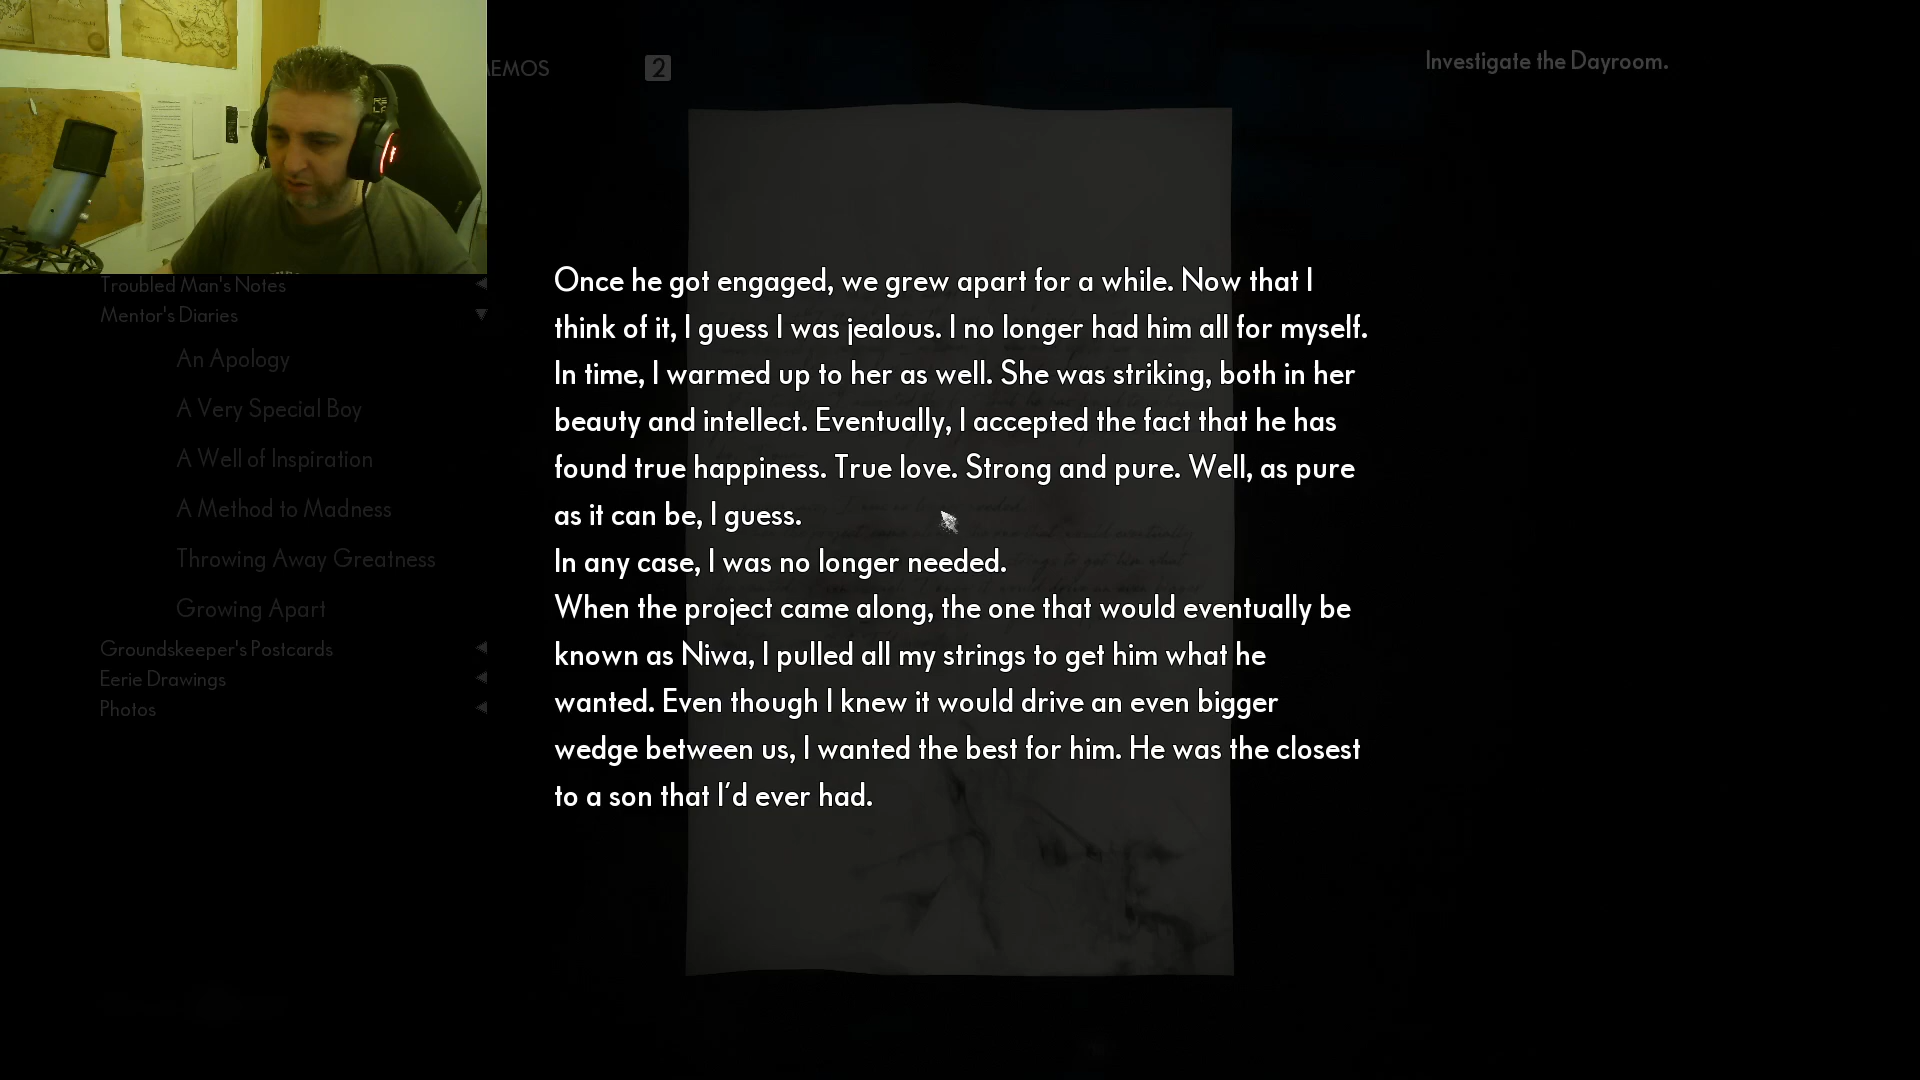 MEMOS
2
Investigate the Dayroom.
Troubled Man's Notes
Mentor's Diaries
An Apology
A Very Special Boy
A Well of Inspiration
A Method to Madness
Throwing Away Greatness
Growing Apart
Groundskeeper's Postcards
Eerie Drawings
Photos
Once he got engaged, we grew apart for a while. Now that I
think of it, I guess I was jealous. I no longer had him all for myself.
In time, I warmed up to her as well. She was striking, both in her
beauty and intellect. Eventually, I accepted the fact that he has
found true happiness. True love. Strong and pure. Well, as pure
as it can be, I guess.
In any case, I was no longer needed.
When the project came along, the one that would eventually be
known as Niwa, I pulled all my strings to get him what he
wanted. Even though I knew it would drive an even bigger
wedge between us, I wanted the best for him. He was the closest
to a son that I´d ever had.